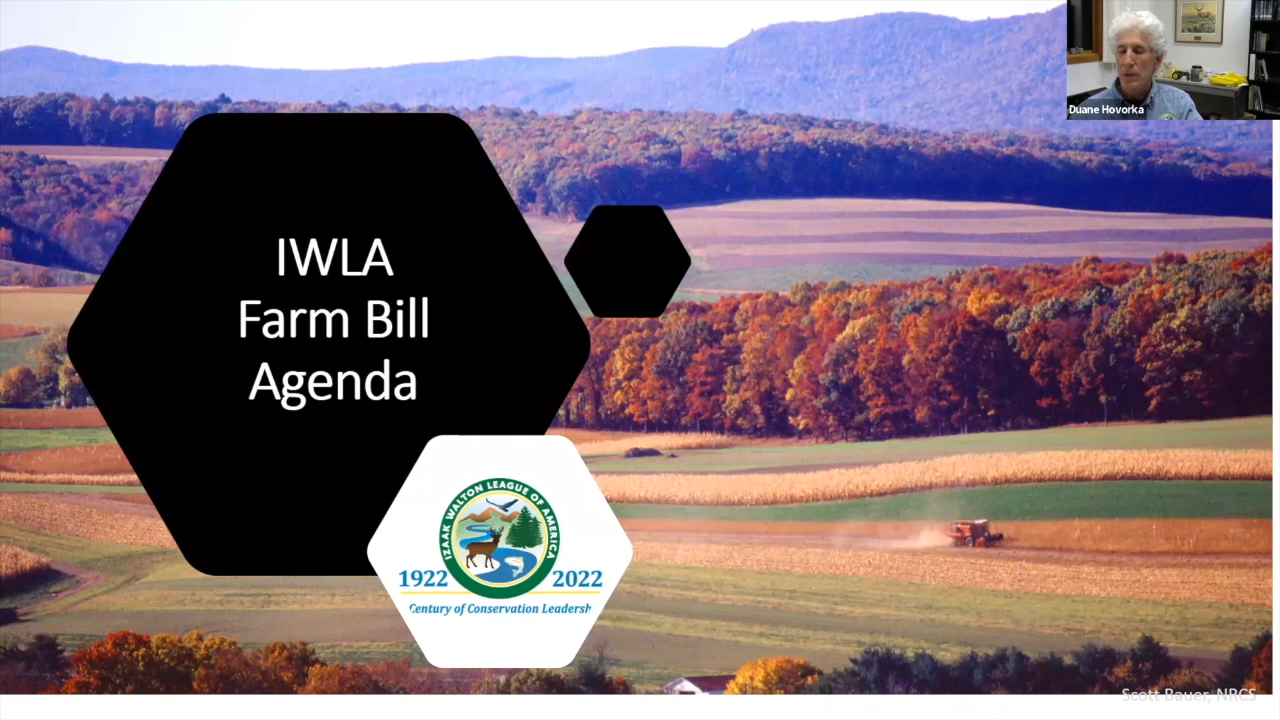 Duane Hovorka
IWLA
Farm Bill
Agenda
IZAAK WALTON LEAGUE OF AMERICA
1922 2022
Century of Conservation Leadersh
Scott Bauer, NRCS